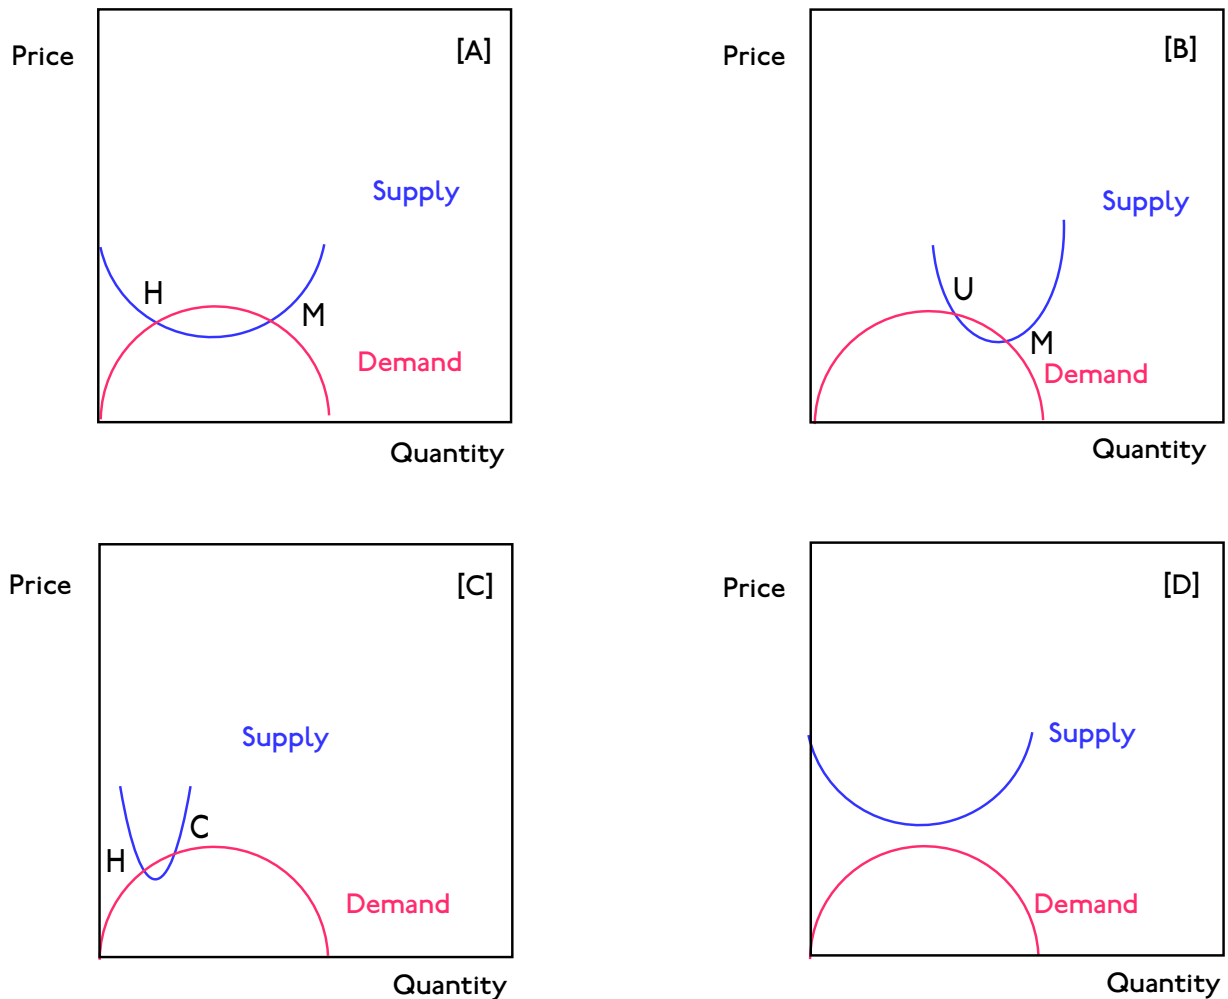 Price
[A]
Supply
H
M
Demand
Quantity
Price
[B]
Supply
U
M
Demand
Quantity
Price
[C]
Supply
C
H
Demand
Quantity
Price
[D]
Supply
Demand
Quantity